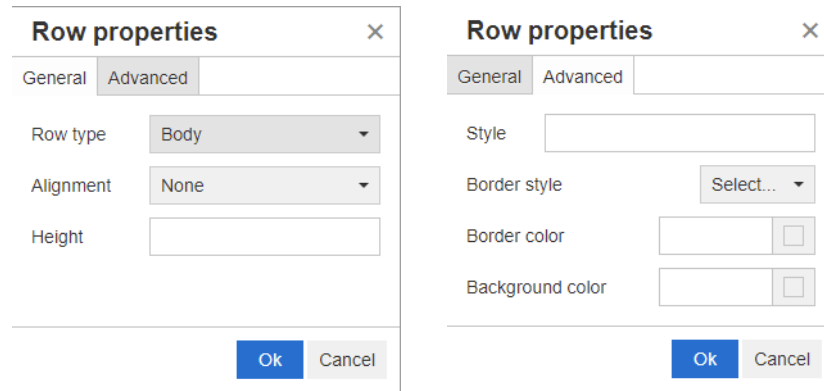 Row properties ×
General Advanced
Row type Body
Alignment None
Height
Ok Cancel
Row properties ×
General Advanced
Style
Border style Select...
Border color
Background color
Ok Cancel